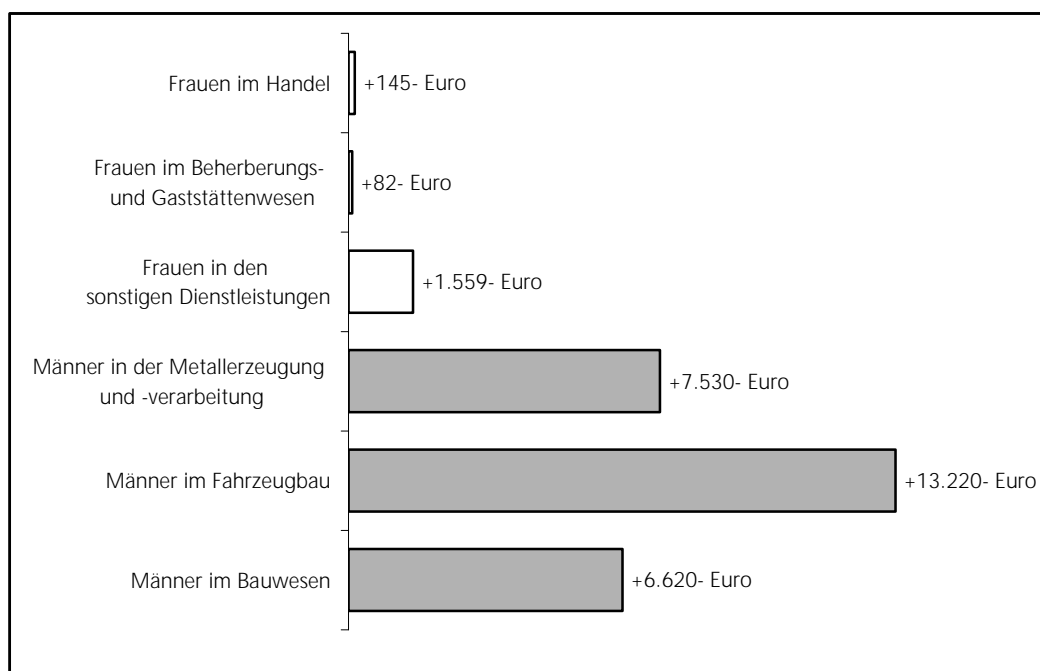 Frauen im Handel
+145- Euro
Frauen im Beherberungs-
und Gaststättenwesen
+82- Euro
Frauen in den
sonstigen Dienstleistungen
+1.559- Euro
Männer in der Metallerzeugung
und -verarbeitung
+7.530- Euro
Männer im Fahrzeugbau
+13.220- Euro
Männer im Bauwesen
+6.620- Euro